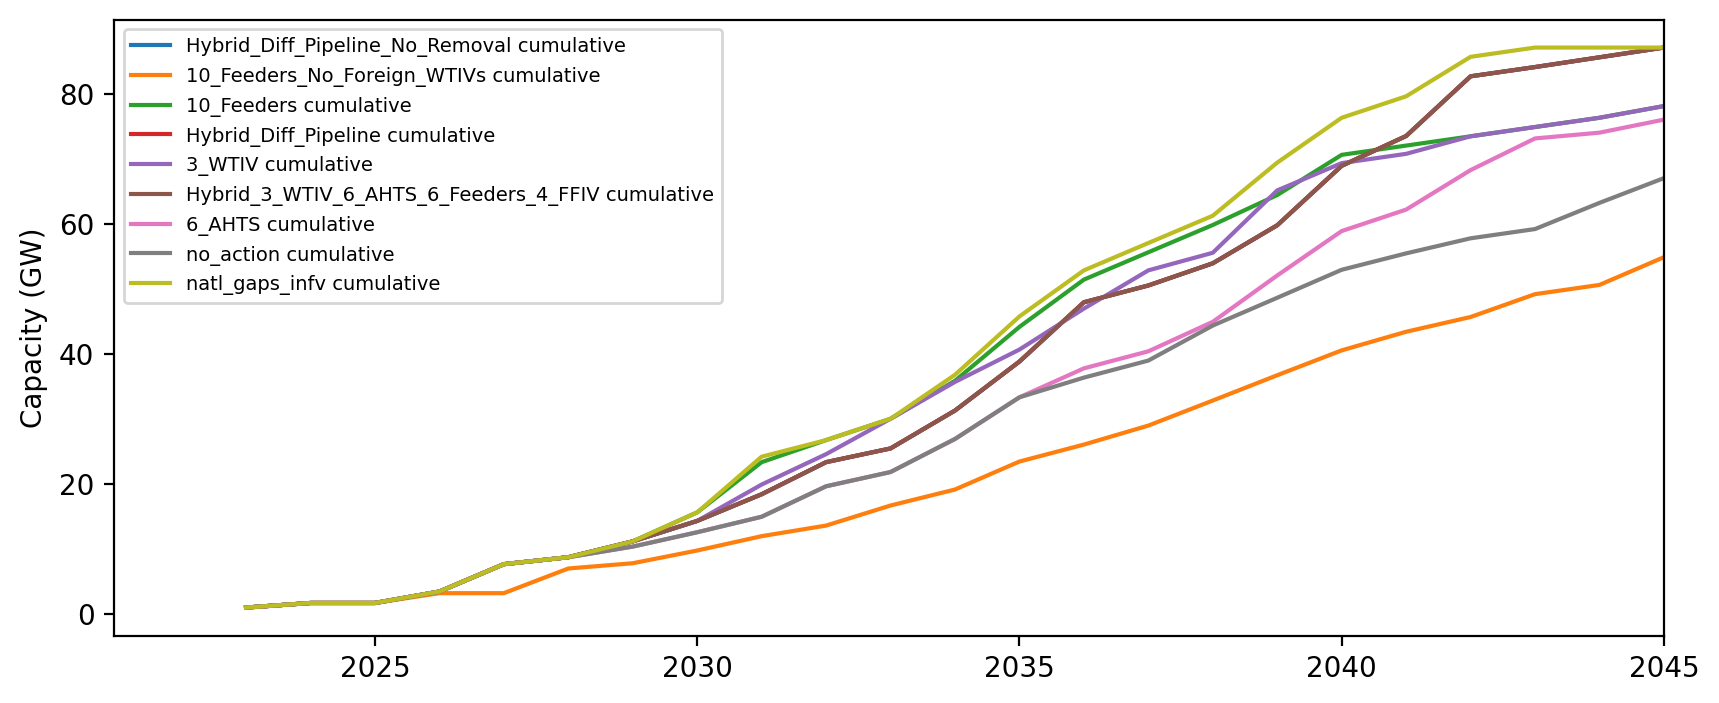 Hybrid_Diff_Pipeline_No_Removal cumulative
10_Feeders_No_Foreign_WTIVs cumulative
10_Feeders cumulative
Hybrid_Diff_Pipeline cumulative
3_WTIV cumulative
Hybrid_3_WTIV_6_AHTS_6_Feeders_4_FFIV cumulative
6_AHTS cumulative
no_action cumulative
natl_gaps_infv cumulative
Capacity (GW)
80
60
40
20
0
2025 2030 2035 2040 2045